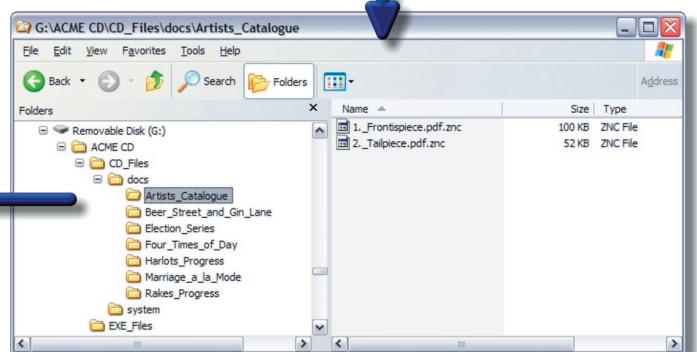 G:\ACME CD\CD_Files\docs\Artists_Catalogue
File Edit View Favorites Tools Help
Back Search Folders Address
Folders
Removable Disk (G:)
ACME CD
CD_Files
docs
Artists_Catalogue
Beer_Street_and_Gin_Lane
Election_Series
Four_Times_of_Day
Harlots_Progress
Marriage_a_la_Mode
Rakes_Progress
system
EXE_Files
Name Size Type
1._Frontispiece.pdf.znc 100 KB ZNC File
2._Tailpiece.pdf.znc 52 KB ZNC File